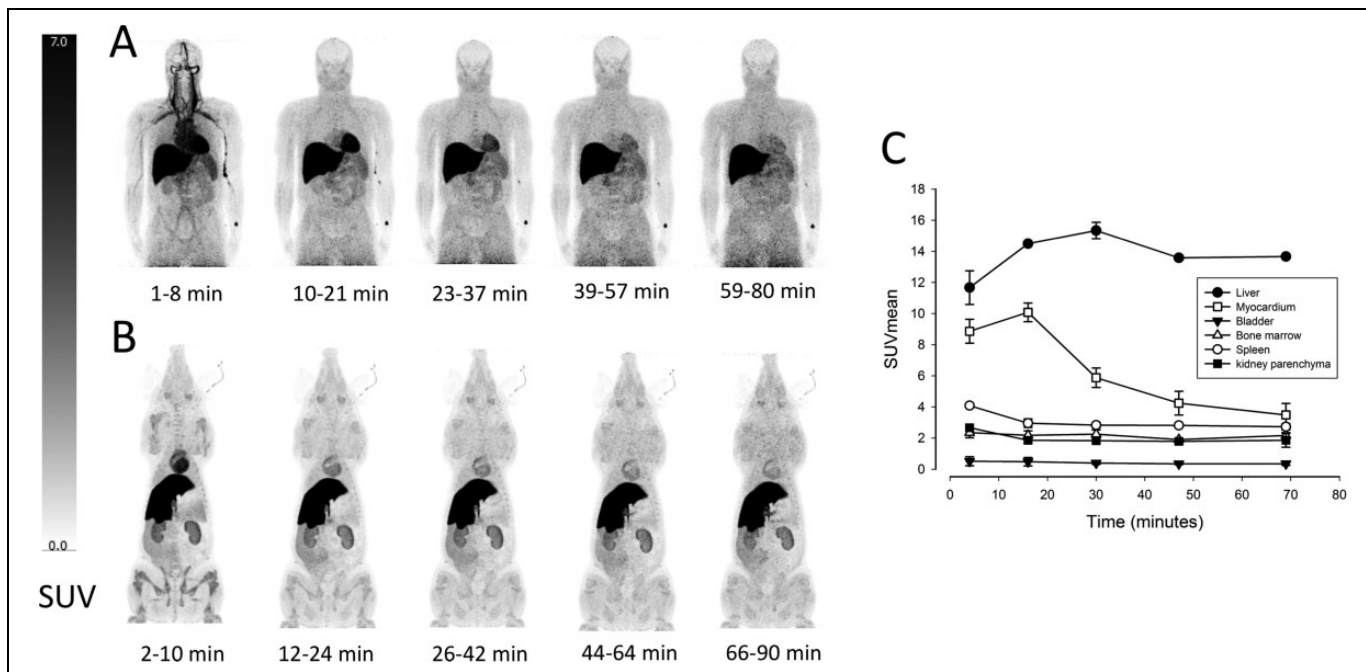 7.0
0.0
SUV
A
1-8 min
10-21 min
23-37 min
39-57 min
59-80 min
B
2-10 min
12-24 min
26-42 min
44-64 min
66-90 min
C
SUVmean
18
16
14
12
10
8
6
4
2
0
Liver
Myocardium
Bladder
Bone marrow
Spleen
kidney parenchyma
0 10 20 30 40 50 60 70 80
Time (minutes)